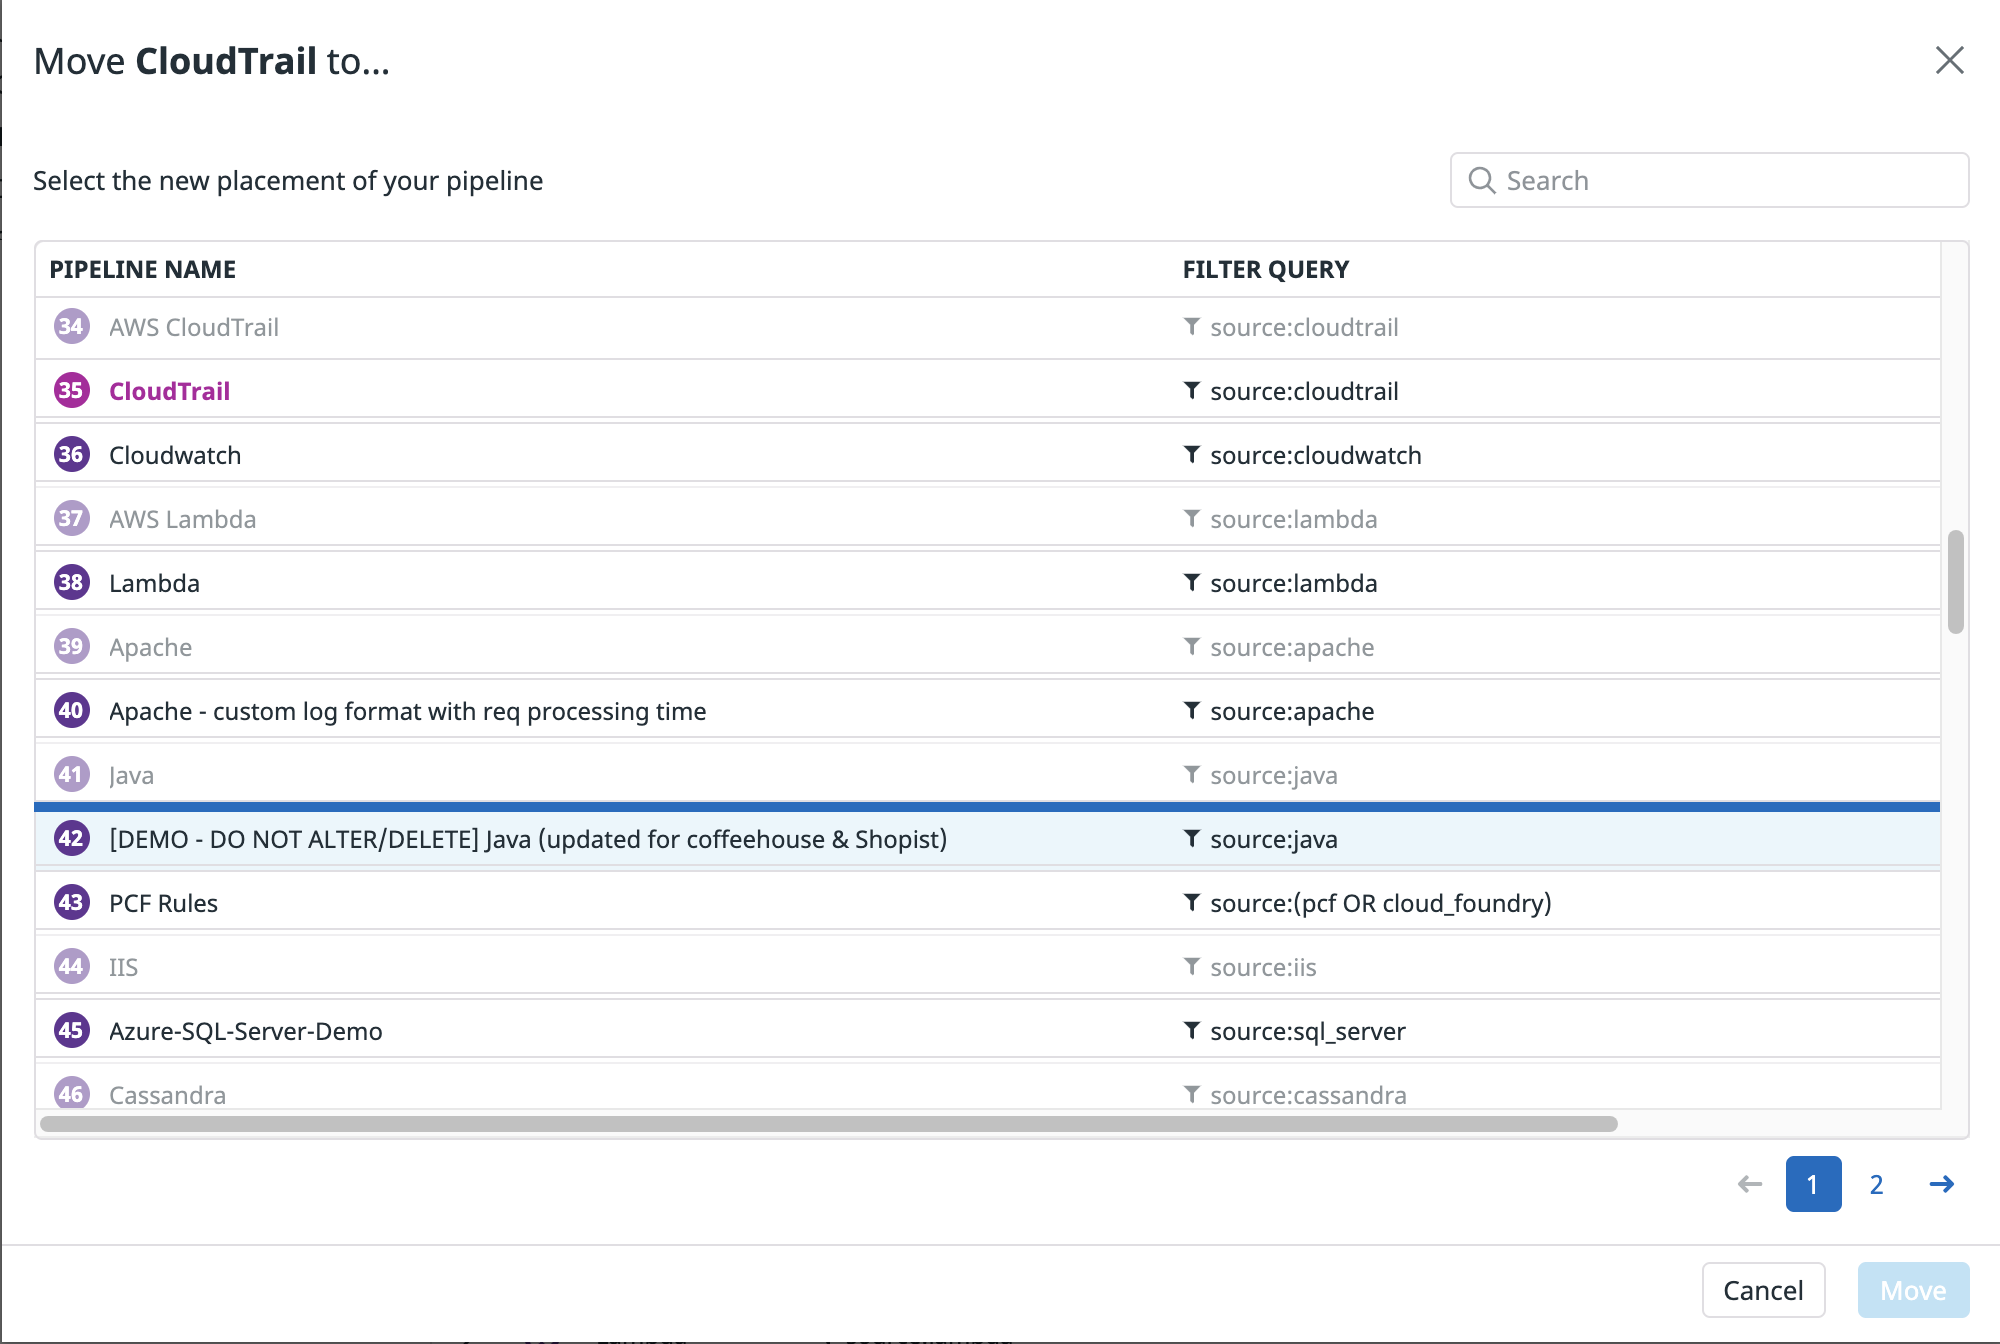 Move CloudTrail to...
Select the new placement of your pipeline
Search
PIPELINE NAME FILTER QUERY
34 AWS CloudTrail source:cloudtrail
35 CloudTrail source:cloudtrail
36 Cloudwatch source:cloudwatch
37 AWS Lambda source:lambda
38 Lambda source:lambda
39 Apache source:apache
40 Apache - custom log format with req processing time source:apache
41 Java source:java
42 [DEMO - DO NOT ALTER/DELETE] Java (updated for coffeehouse & Shopist) source:java
43 PCF Rules source:(pcf OR cloud_foundry)
44 IIS source:iis
45 Azure-SQL-Server-Demo source:sql_server
46 Cassandra source:cassandra
1 2
Cancel Move